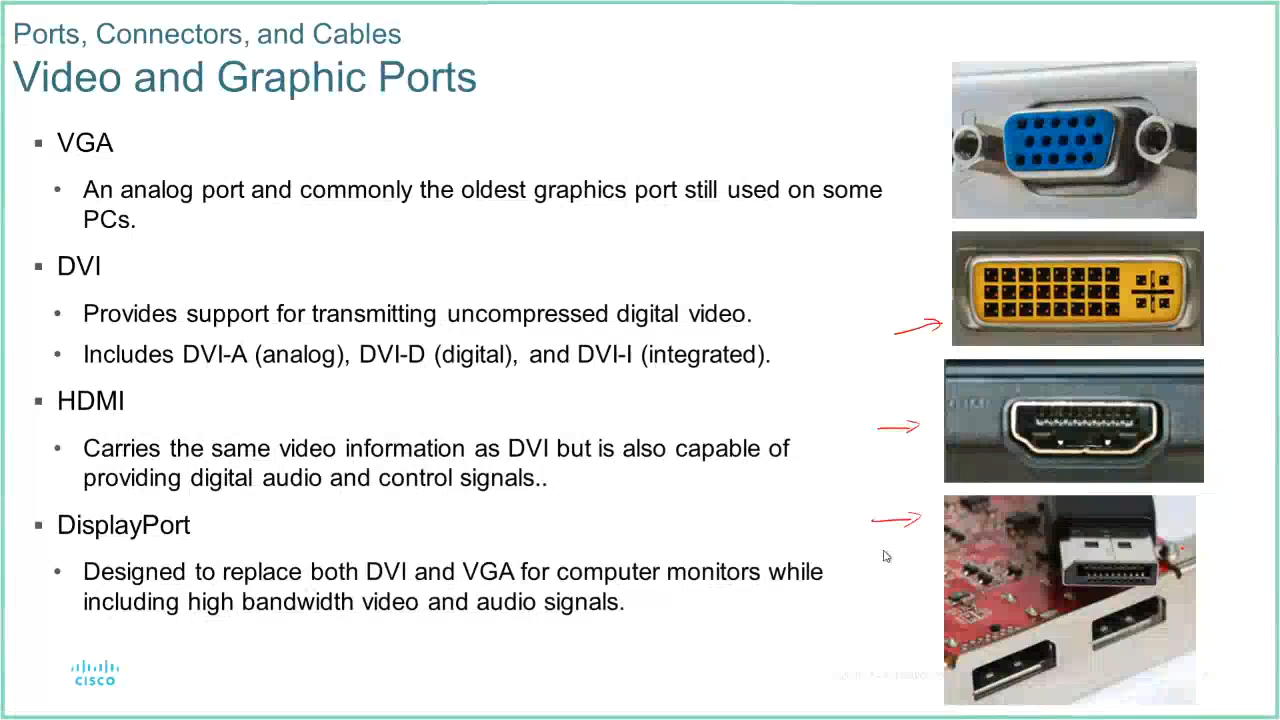 Ports, Connectors, and Cables
Video and Graphic Ports
▪ VGA
• An analog port and commonly the oldest graphics port still used on some
PCs.
▪ DVI
• Provides support for transmitting uncompressed digital video.
• Includes DVI-A (analog), DVI-D (digital), and DVI-I (integrated).
▪ HDMI
• Carries the same video information as DVI but is also capable of
providing digital audio and control signals..
▪ DisplayPort
• Designed to replace both DVI and VGA for computer monitors while
including high bandwidth video and audio signals.
CISCO